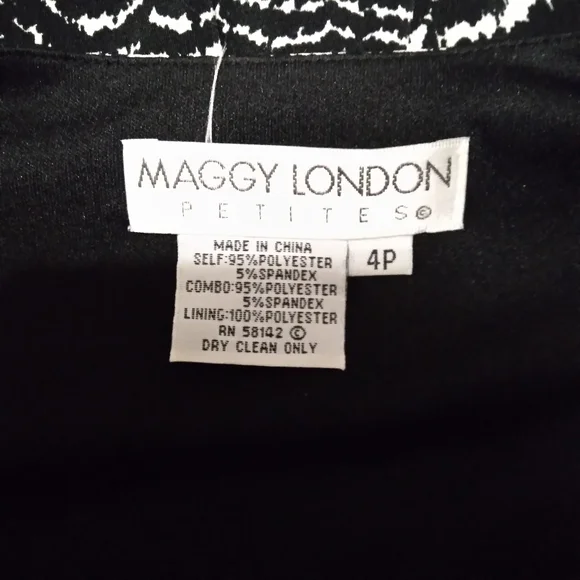 MAGGY LONDON
PETITES©
4P
MADE IN CHINA
SELF:95%POLYESTER
5%SPANDEX
COMBO:95%POLYESTER
5%SPANDEX
LINING:100%POLYESTER
RN 58142 ©
DRY CLEAN ONLY